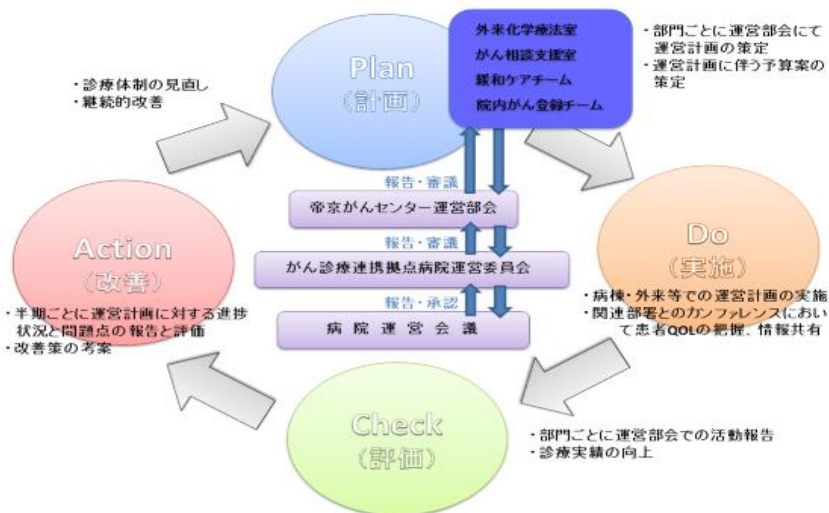 Plan
(計画)
外来化学療法室
がん相談支援室
緩和ケアチーム
院内がん登録チーム
・部門ごとに運営部会にて
運営計画の策定
・運営計画に伴う予算案の
策定
・診療体制の見直し
・継続的改善
報告・審議
帝京がんセンター運営部会
報告・審議
がん診療連携拠点病院運営委員会
報告・承認
病院運営会議
Do
(実施)
・病棟・外来等での運営計画の実施
・関連部署とのカンファレンスにおい
て患者QOLの把握、情報共有
Action
(改善)
・半期ごとに運営計画に対する進捗
状況と問題点の報告と評価
・改善策の考案
Check
(評価)
・部門ごとに運営部会での活動報告
・診療実績の向上